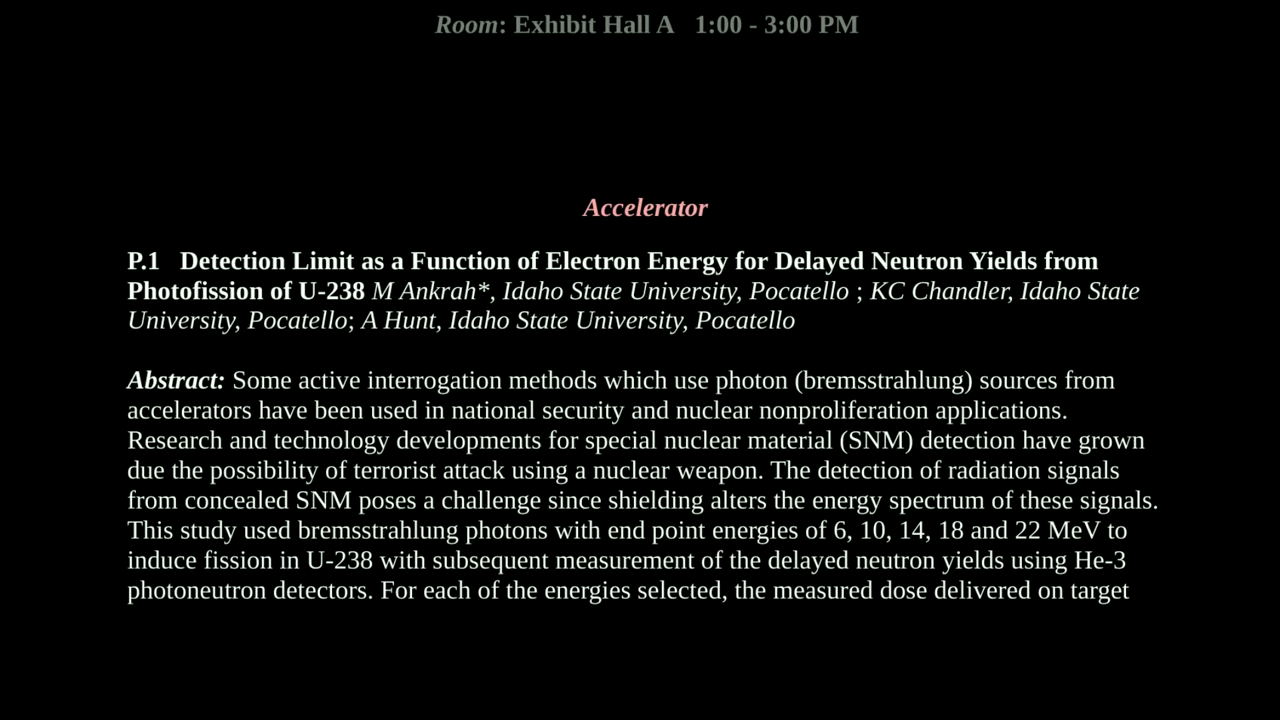 Room: Exhibit Hall A 1:00 - 3:00 PM
Accelerator
P.1 Detection Limit as a Function of Electron Energy for Delayed Neutron Yields from
Photofission of U-238 M Ankrah*, Idaho State University, Pocatello ; KC Chandler, Idaho State
University, Pocatello; A Hunt, Idaho State University, Pocatello
Abstract: Some active interrogation methods which use photon (bremsstrahlung) sources from
accelerators have been used in national security and nuclear nonproliferation applications.
Research and technology developments for special nuclear material (SNM) detection have grown
due the possibility of terrorist attack using a nuclear weapon. The detection of radiation signals
from concealed SNM poses a challenge since shielding alters the energy spectrum of these signals.
This study used bremsstrahlung photons with end point energies of 6, 10, 14, 18 and 22 MeV to
induce fission in U-238 with subsequent measurement of the delayed neutron yields using He-3
photoneutron detectors. For each of the energies selected, the measured dose delivered on target